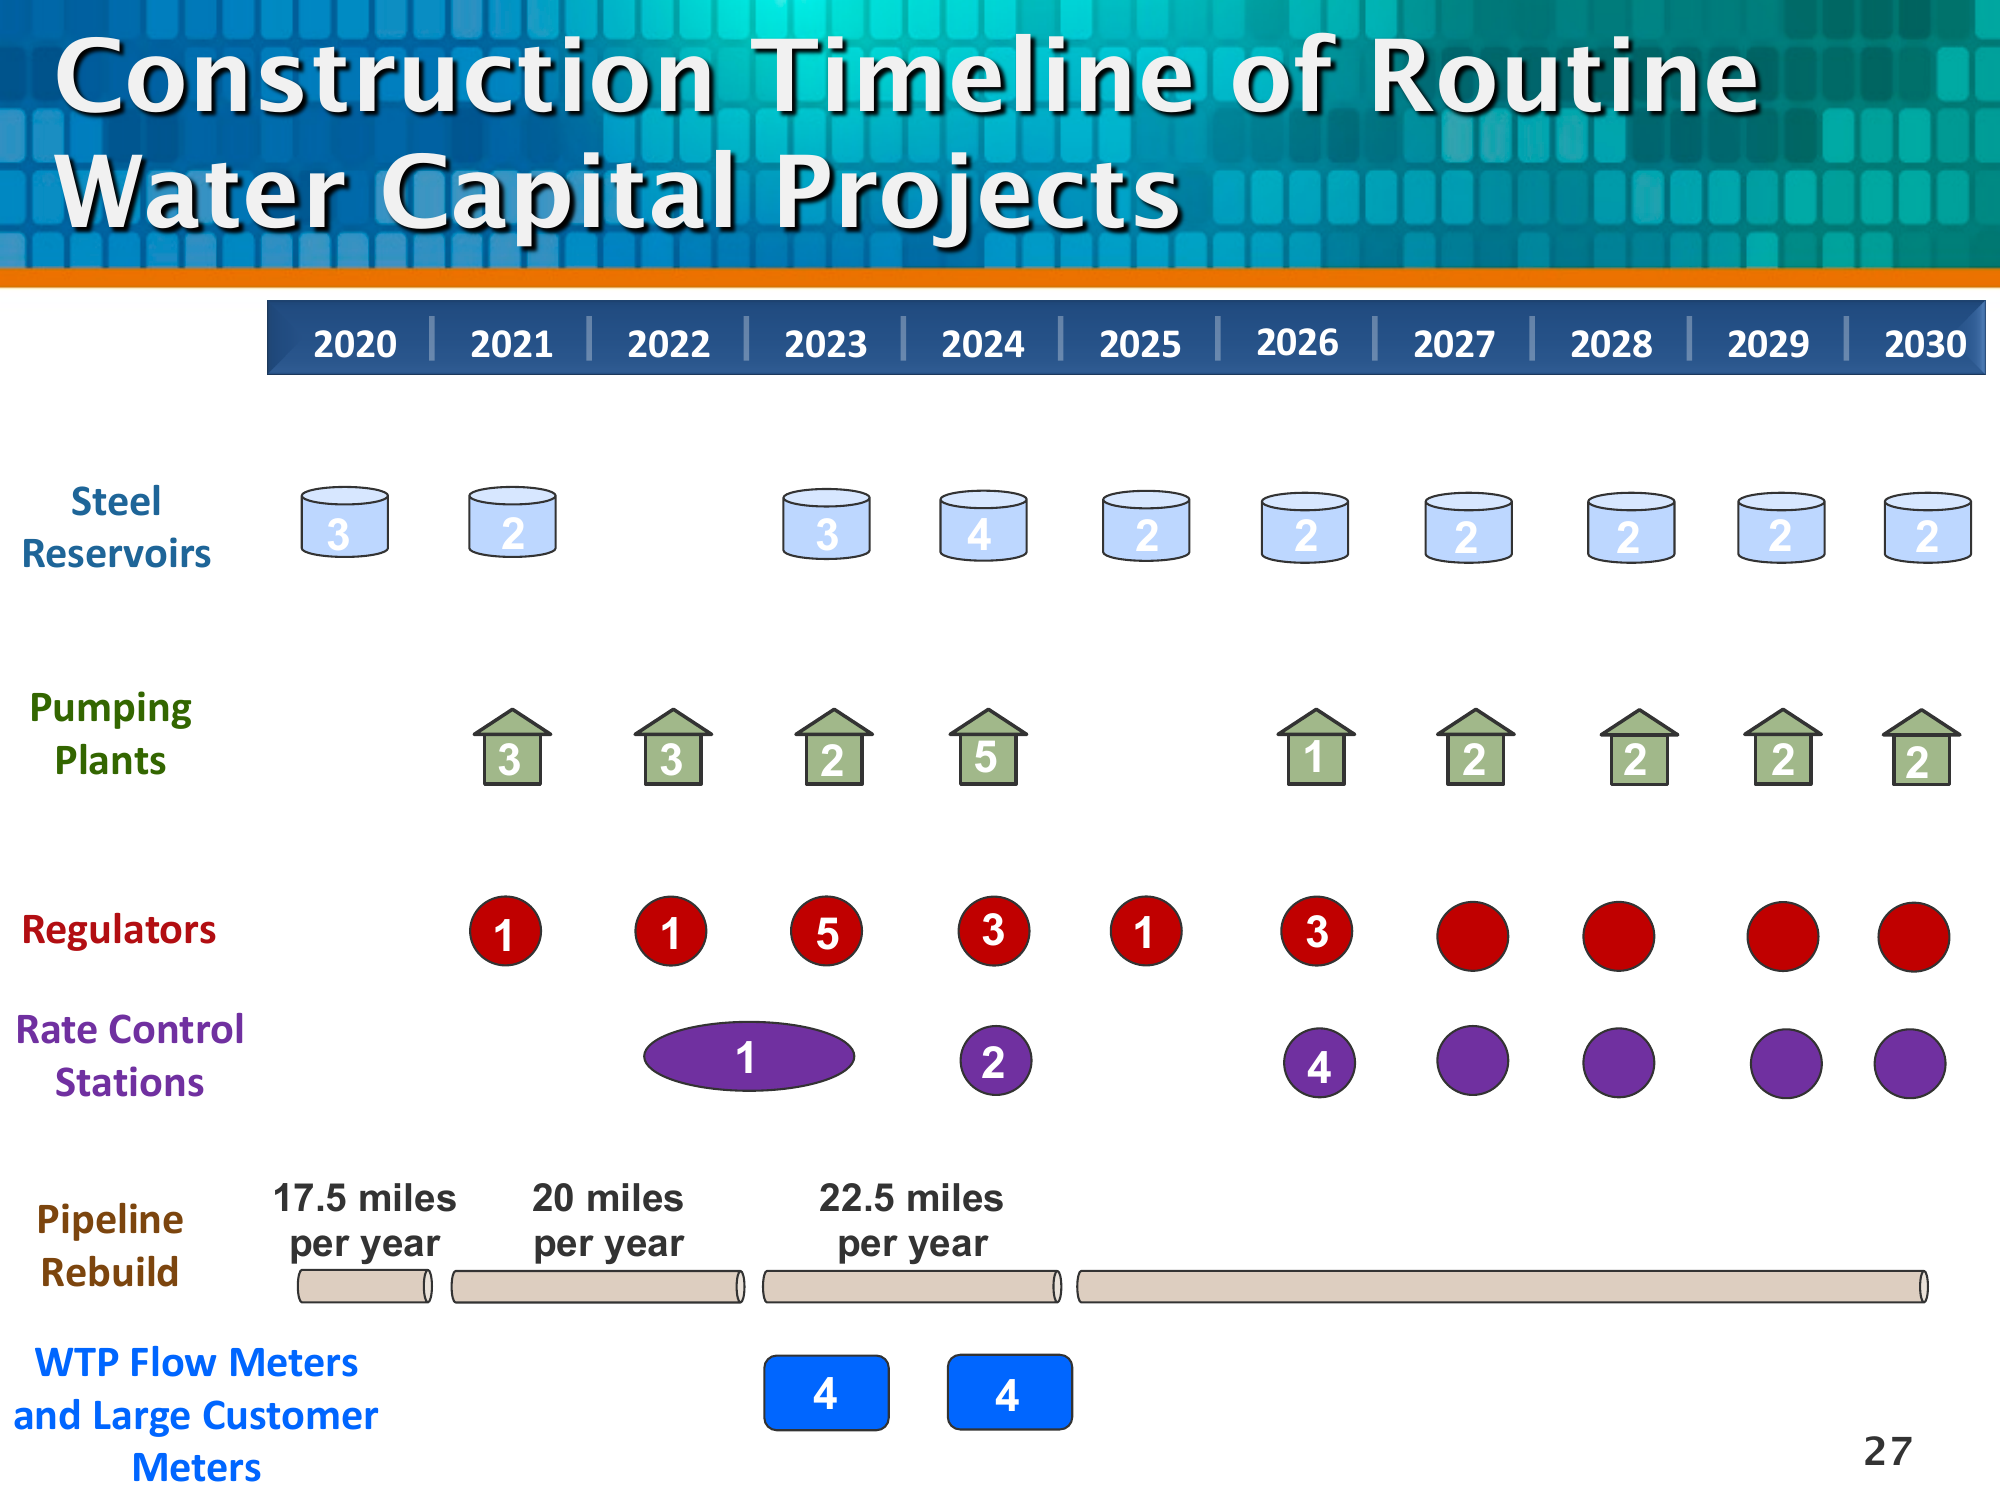 Construction Timeline of Routine
Water Capital Projects
2020 2021 2022 2023 2024 2025 2026 2027 2028 2029 2030
Steel
Reservoirs
3 2 3 4 2 2 2 2 2 2
Pumping
Plants
3 3 2 5 1 2 2 2 2
Regulators
1 1 5 3 1 3
Rate Control
Stations
1 2 4
Pipeline
Rebuild
17.5 miles
per year
20 miles
per year
22.5 miles
per year
WTP Flow Meters
and Large Customer
Meters
4 4
27